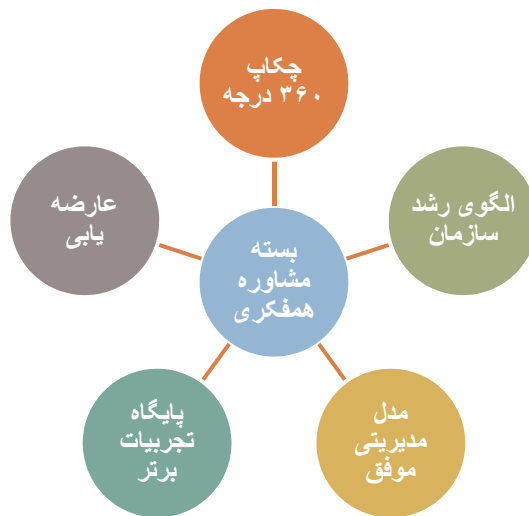 چکاپ
۳۶۰ درجه
الگوی رشد
سازمان
عارضه
یابی
بسته
مشاوره
همفکری
مدل
مدیریتی
موفق
پایگاه
تجربیات
برتر